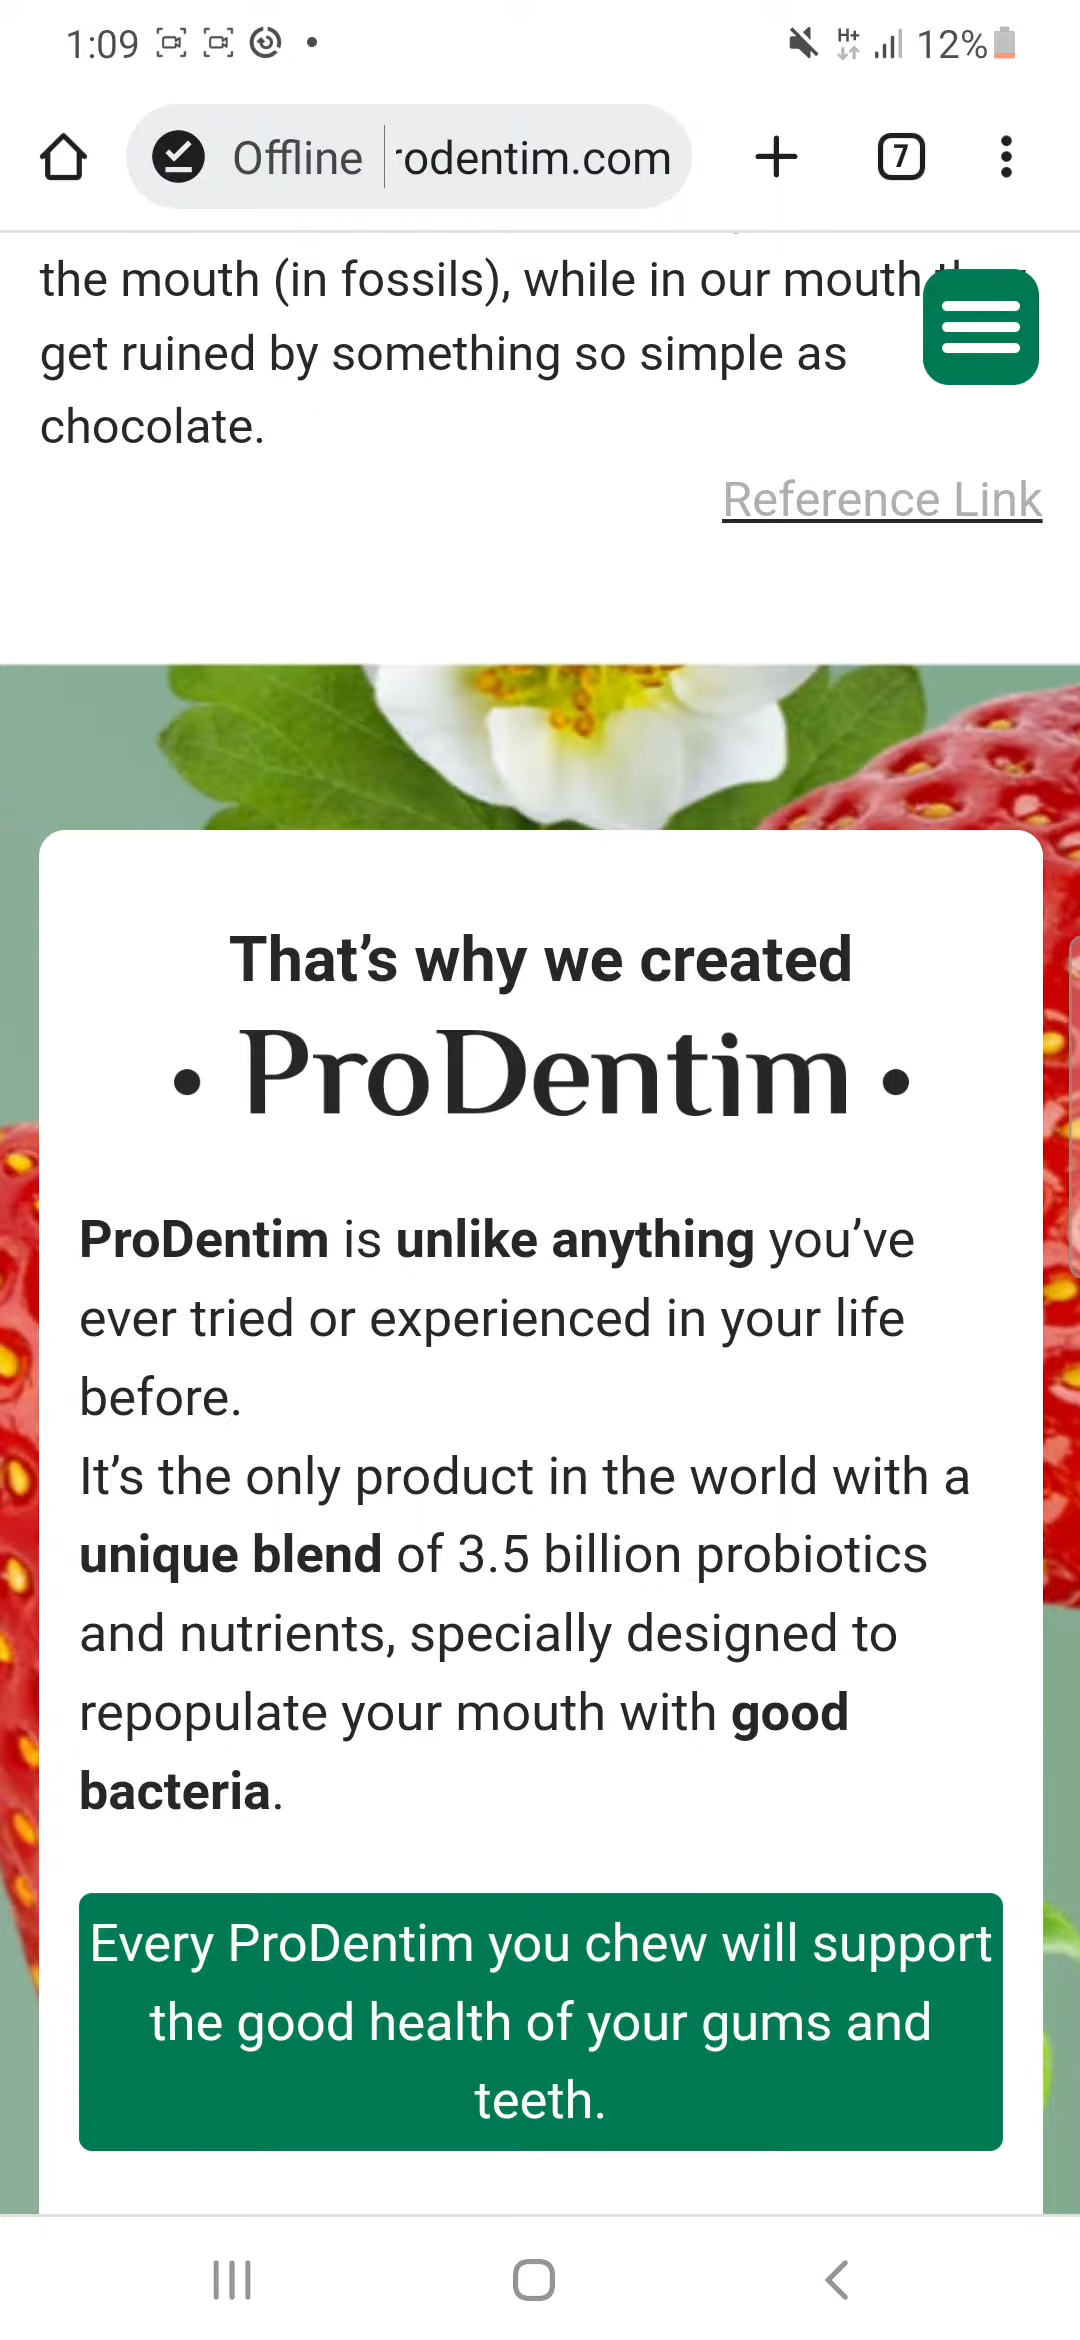 1:09
H+
12%
Offline
rodentim.com
7
the mouth (in fossils), while in our mouth
get ruined by something so simple as
chocolate.
Reference Link
That’s why we created
• ProDentim •
ProDentim is unlike anything you’ve
ever tried or experienced in your life
before.
It’s the only product in the world with a
unique blend of 3.5 billion probiotics
and nutrients, specially designed to
repopulate your mouth with good
bacteria.
Every ProDentim you chew will support
the good health of your gums and
teeth.